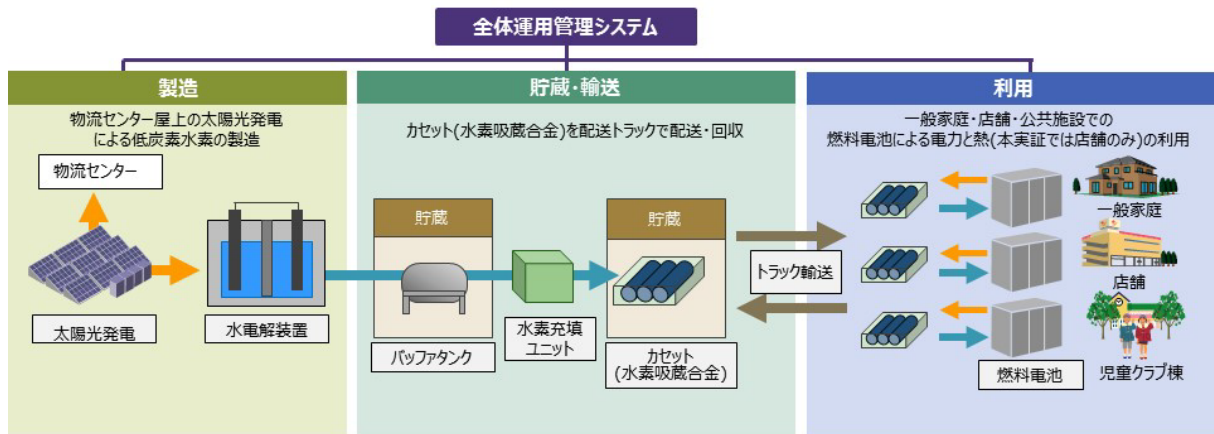 全体運用管理システム
製造
物流センター屋上の太陽光発電
による低炭素水素の製造
物流センター
太陽光発電
水電解装置
貯蔵・輸送
カセット(水素吸蔵合金)を配送トラックで配送・回収
貯蔵
バッファタンク
水素充填
ユニット
貯蔵
カセット
(水素吸蔵合金)
トラック輸送
利用
一般家庭・店舗・公共施設での
燃料電池による電力と熱(本実証では店舗のみ)の利用
一般家庭
店舗
児童クラブ棟
燃料電池